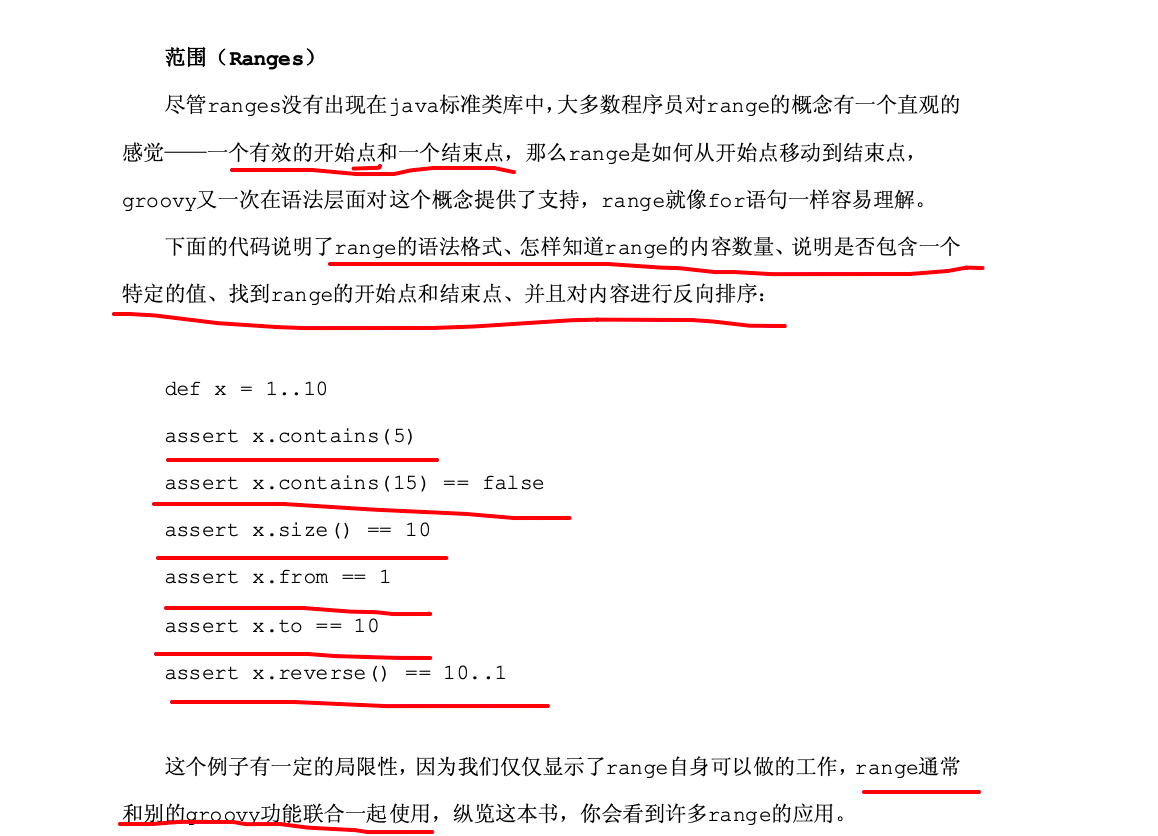 范围（Ranges）
尽管ranges没有出现在java标准类库中，大多数程序员对range的概念有一个直观的
感觉——一个有效的开始点和一个结束点，那么range是如何从开始点移动到结束点，
groovy又一次在语法层面对这个概念提供了支持，range就像for语句一样容易理解。
下面的代码说明了range的语法格式、怎样知道range的内容数量、说明是否包含一个
特定的值、找到range的开始点和结束点、并且对内容进行反向排序：
def x = 1..10
assert x.contains(5)
assert x.contains(15) == false
assert x.size() == 10
assert x.from == 1
assert x.to == 10
assert x.reverse() == 10..1
这个例子有一定的局限性，因为我们仅仅显示了range自身可以做的工作，range通常
和别的groovy功能联合一起使用，纵览这本书，你会看到许多range的应用。